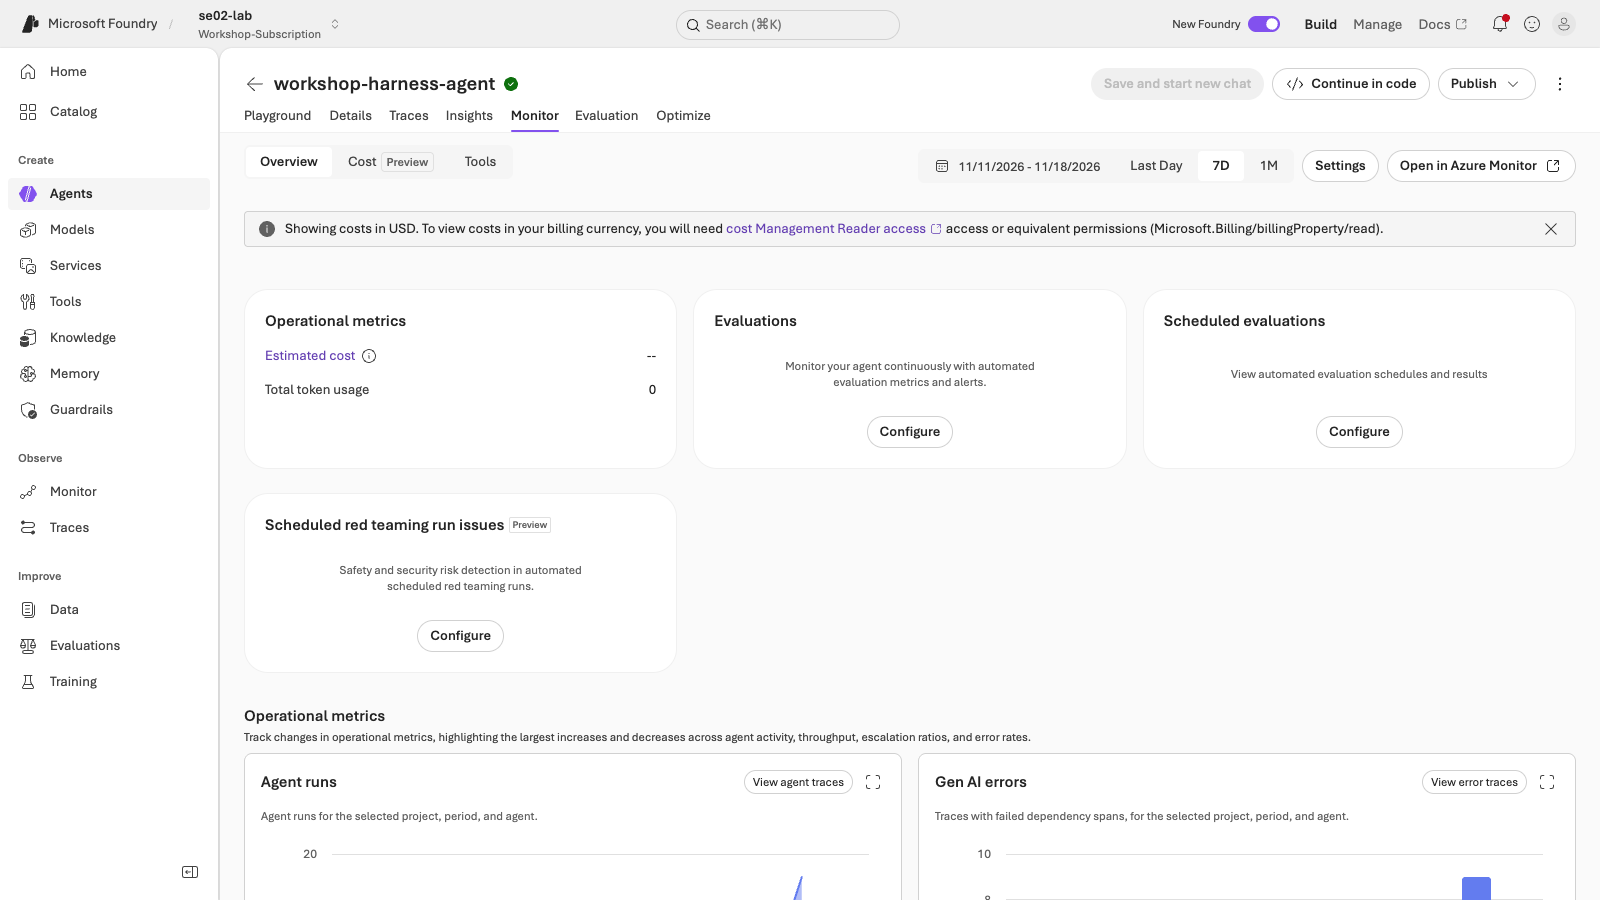 Microsoft Foundry / se02-lab
Workshop-Subscription
Search (⌘K)
New Foundry
Build
Manage
Docs
Home
Catalog
Create
Agents
Models
Services
Tools
Knowledge
Memory
Guardrails
Observe
Monitor
Traces
Improve
Data
Evaluations
Training
workshop-harness-agent
Save and start new chat
Continue in code
Publish
Playground Details Traces Insights Monitor Evaluation Optimize
Overview Cost Preview Tools
11/11/2026 - 11/18/2026 Last Day 7D 1M
Settings
Open in Azure Monitor
Showing costs in USD. To view costs in your billing currency, you will need cost Management Reader access access or equivalent permissions (Microsoft.Billing/billingProperty/read).
Operational metrics
Estimated cost --
Total token usage 0
Evaluations
Monitor your agent continuously with automated
evaluation metrics and alerts.
Configure
Scheduled evaluations
View automated evaluation schedules and results
Configure
Scheduled red teaming run issues Preview
Safety and security risk detection in automated
scheduled red teaming runs.
Configure
Operational metrics
Track changes in operational metrics, highlighting the largest increases and decreases across agent activity, throughput, escalation ratios, and error rates.
Agent runs
View agent traces
Agent runs for the selected project, period, and agent.
20
Gen AI errors
View error traces
Traces with failed dependency spans, for the selected project, period, and agent.
10
8